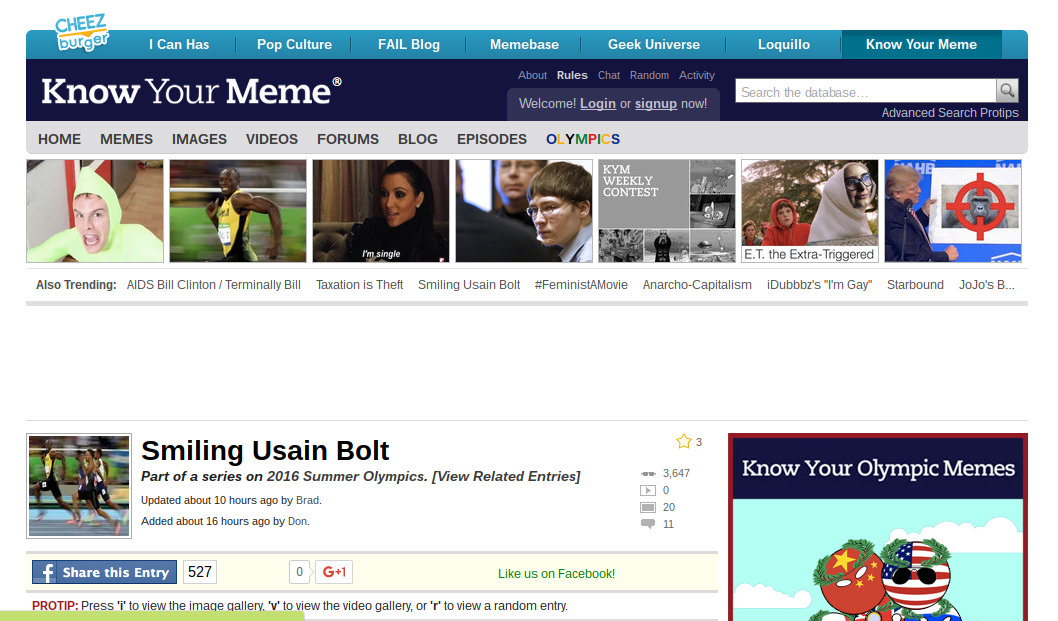 CHEEZ
burger
I Can Has Pop Culture FAIL Blog Memebase Geek Universe Loquillo Know Your Meme
About Rules Chat Random Activity
Know Your Meme®
Search the database...
Welcome! Login or signup now!
Advanced Search Protips
HOME MEMES IMAGES VIDEOS FORUMS BLOG EPISODES OLYMPICS
KYM
WEEKLY
CONTEST
NAHB
I'm single
E.T. the Extra-Triggered
Also Trending: AIDS Bill Clinton / Terminally Bill Taxation is Theft Smiling Usain Bolt #FeministAMovie Anarcho-Capitalism iDubbbz's "I'm Gay" Starbound JoJo's B...
Smiling Usain Bolt
3
Part of a series on 2016 Summer Olympics. [View Related Entries]
3,647
Updated about 10 hours ago by Brad.
0
20
Added about 16 hours ago by Don.
11
Know Your Olympic Memes
f Share this Entry 527 0 G+1 Like us on Facebook!
PROTIP: Press 'i' to view the image gallery, 'v' to view the video gallery, or 'r' to view a random entry.